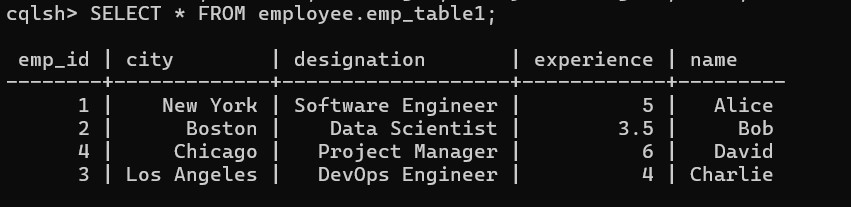 cqlsh> SELECT * FROM employee.emp_table1;
 emp_id | city        | designation       | experience | name
--------+-------------+-------------------+------------+---------
      1 |    New York | Software Engineer |          5 |   Alice
      2 |      Boston |    Data Scientist |        3.5 |     Bob
      4 |     Chicago |   Project Manager |          6 |   David
      3 | Los Angeles |   DevOps Engineer |          4 | Charlie